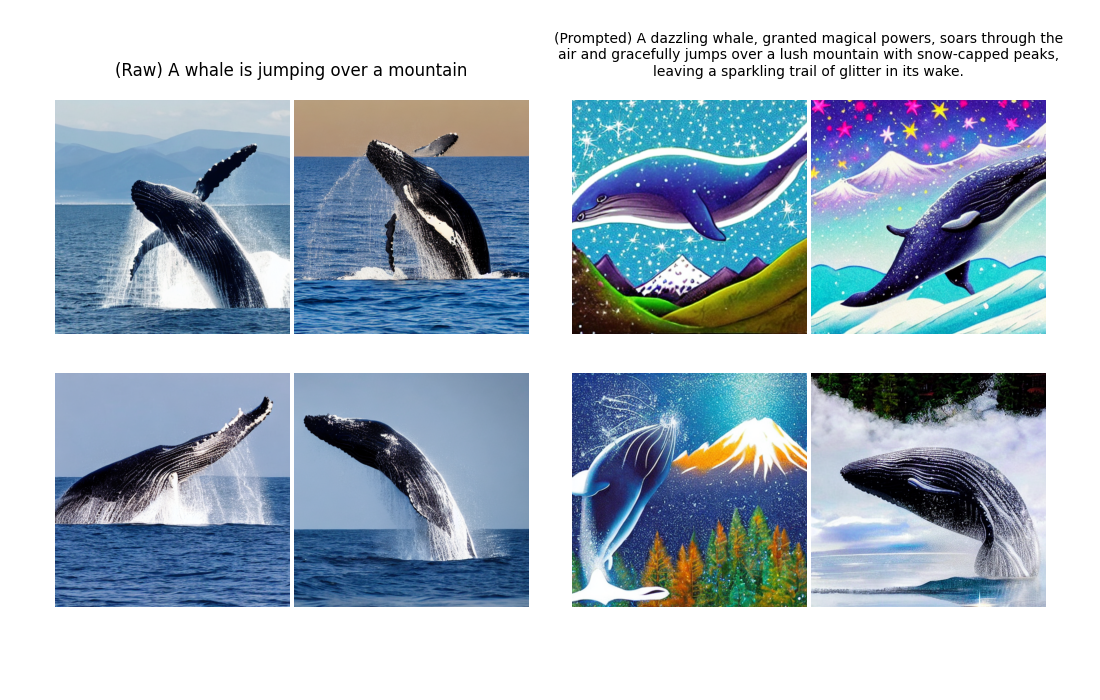 (Raw) A whale is jumping over a mountain
(Prompted) A dazzling whale, granted magical powers, soars through the
air and gracefully jumps over a lush mountain with snow-capped peaks,
leaving a sparkling trail of glitter in its wake.